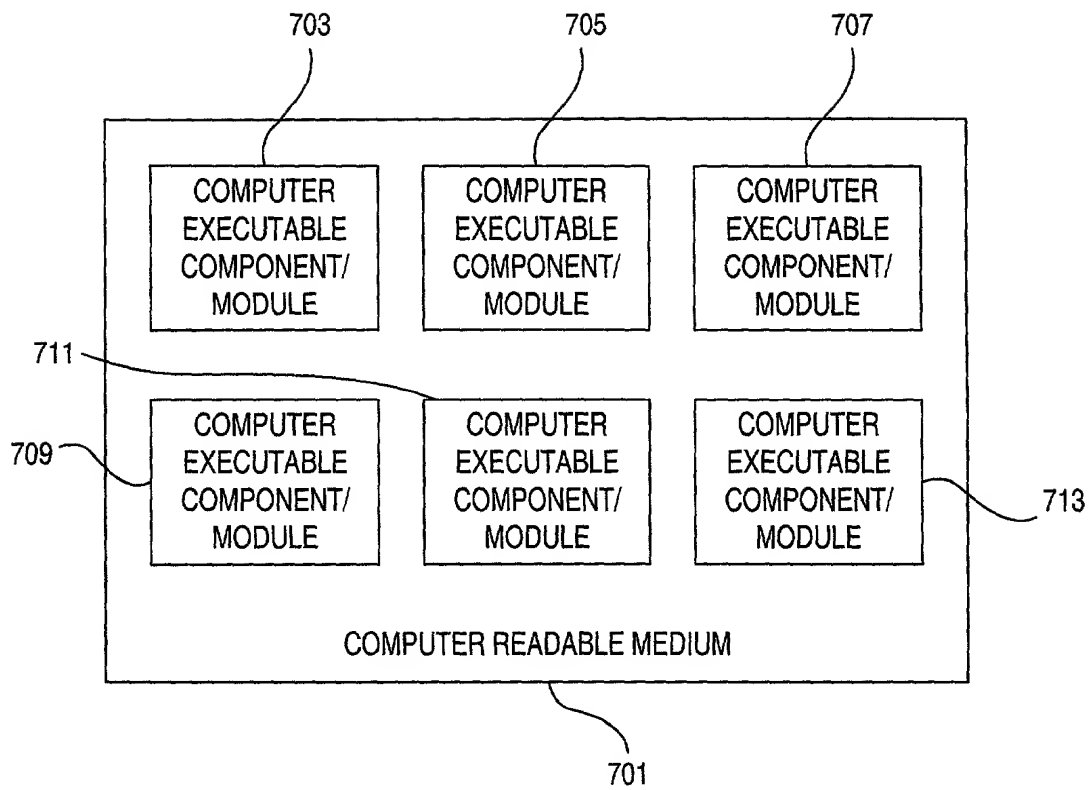 703
705
707
COMPUTER
EXECUTABLE
COMPONENT/
MODULE
COMPUTER
EXECUTABLE
COMPONENT/
MODULE
COMPUTER
EXECUTABLE
COMPONENT/
MODULE
711
709
COMPUTER
EXECUTABLE
COMPONENT/
MODULE
COMPUTER
EXECUTABLE
COMPONENT/
MODULE
COMPUTER
EXECUTABLE
COMPONENT/
MODULE
713
COMPUTER READABLE MEDIUM
701